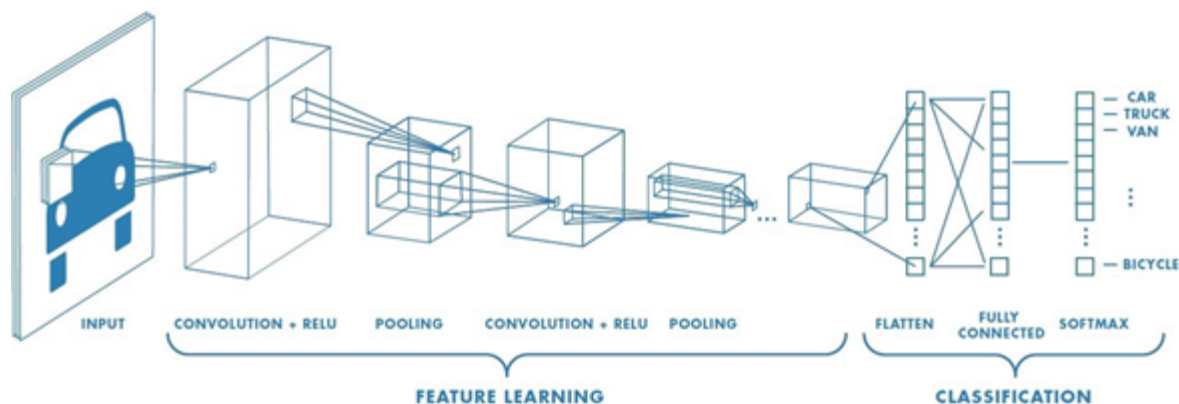 CAR
TRUCK
VAN
BICYCLE
INPUT
CONVOLUTION + RELU
POOLING
CONVOLUTION + RELU
POOLING
FLATTEN
FULLY
CONNECTED
SOFTMAX
FEATURE LEARNING
CLASSIFICATION